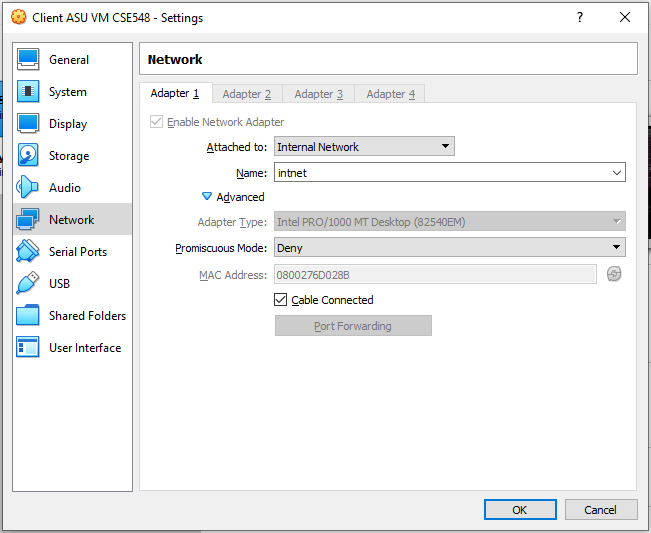 Client ASU VM CSE548 - Settings
?
General
System
Display
Storage
Audio
Network
Serial Ports
USB
Shared Folders
User Interface
Network
Adapter 1 Adapter 2 Adapter 3 Adapter 4
Enable Network Adapter
Attached to: Internal Network
Name: intnet
Advanced
Adapter Type: Intel PRO/1000 MT Desktop (82540EM)
Promiscuous Mode: Deny
MAC Address: 0800276D028B
Cable Connected
Port Forwarding
OK Cancel